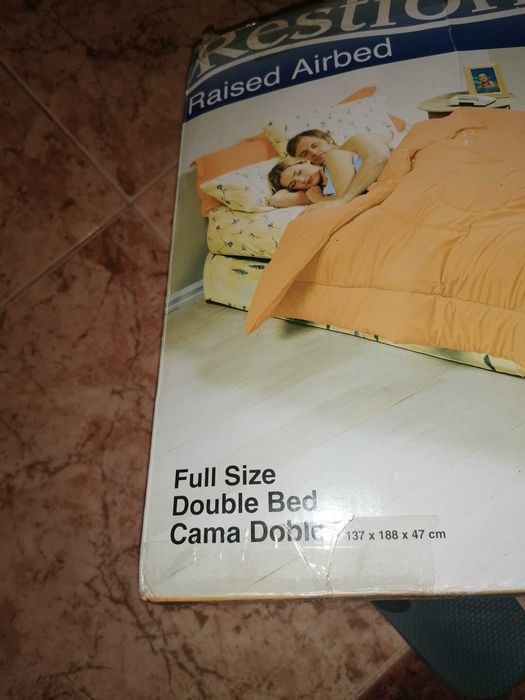 Raised Airbed
Full Size
Double Bed
Cama Doble 137 x 188 x 47 cm